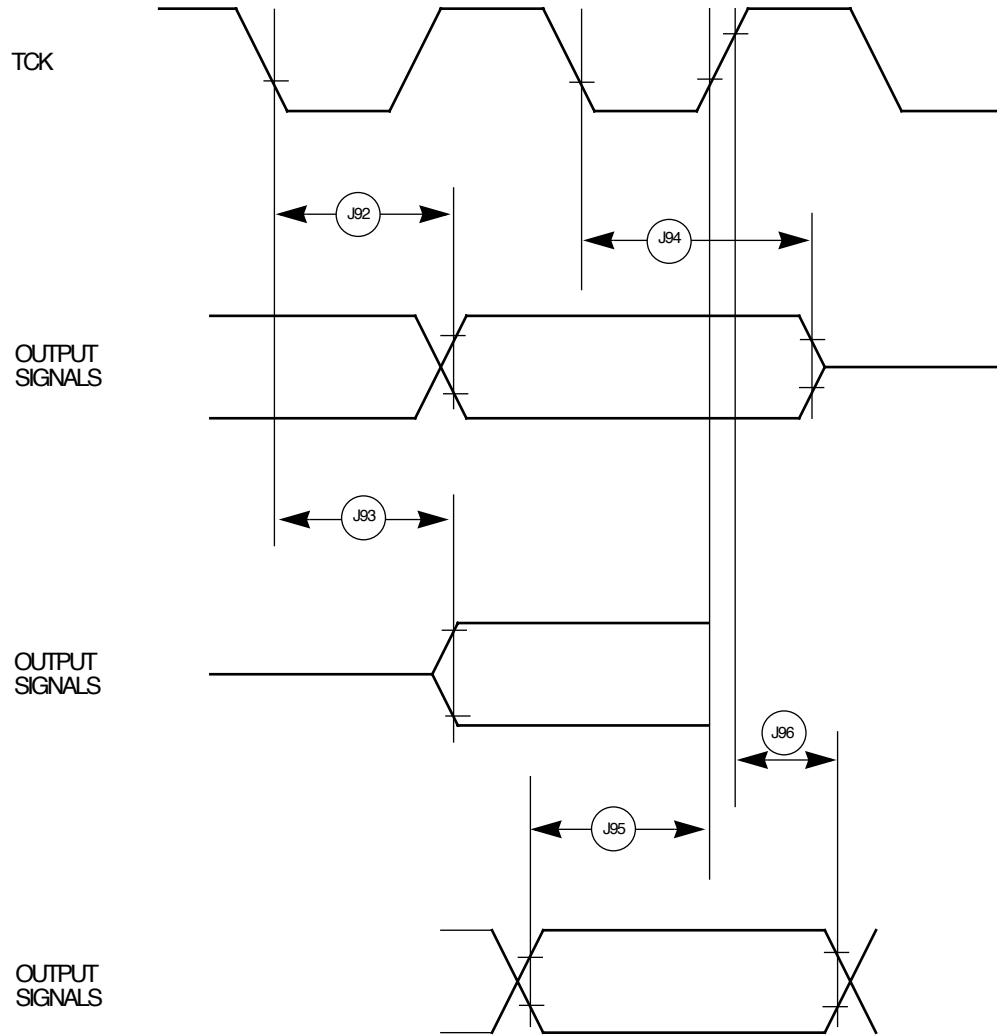 TCK
J92
J94
OUTPUT
SIGNALS
J93
OUTPUT
SIGNALS
J96
J95
OUTPUT
SIGNALS